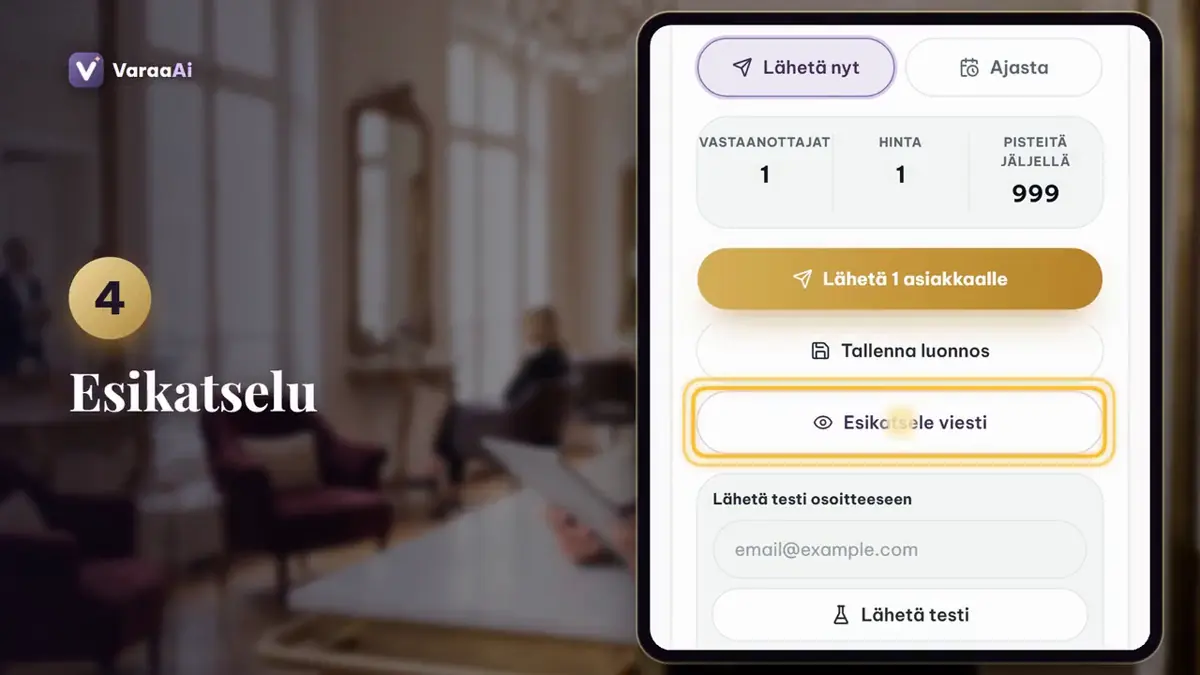 VaraaAi
4
Esikatselu
Lähetä nyt
Ajasta
VASTAANOTTAJAT
1
HINTA
1
PISTEITÄ
JÄLJELLÄ
999
Lähetä 1 asiakkaalle
Tallenna luonnos
Esikatsele viesti
Lähetä testi osoitteeseen
email@example.com
Lähetä testi